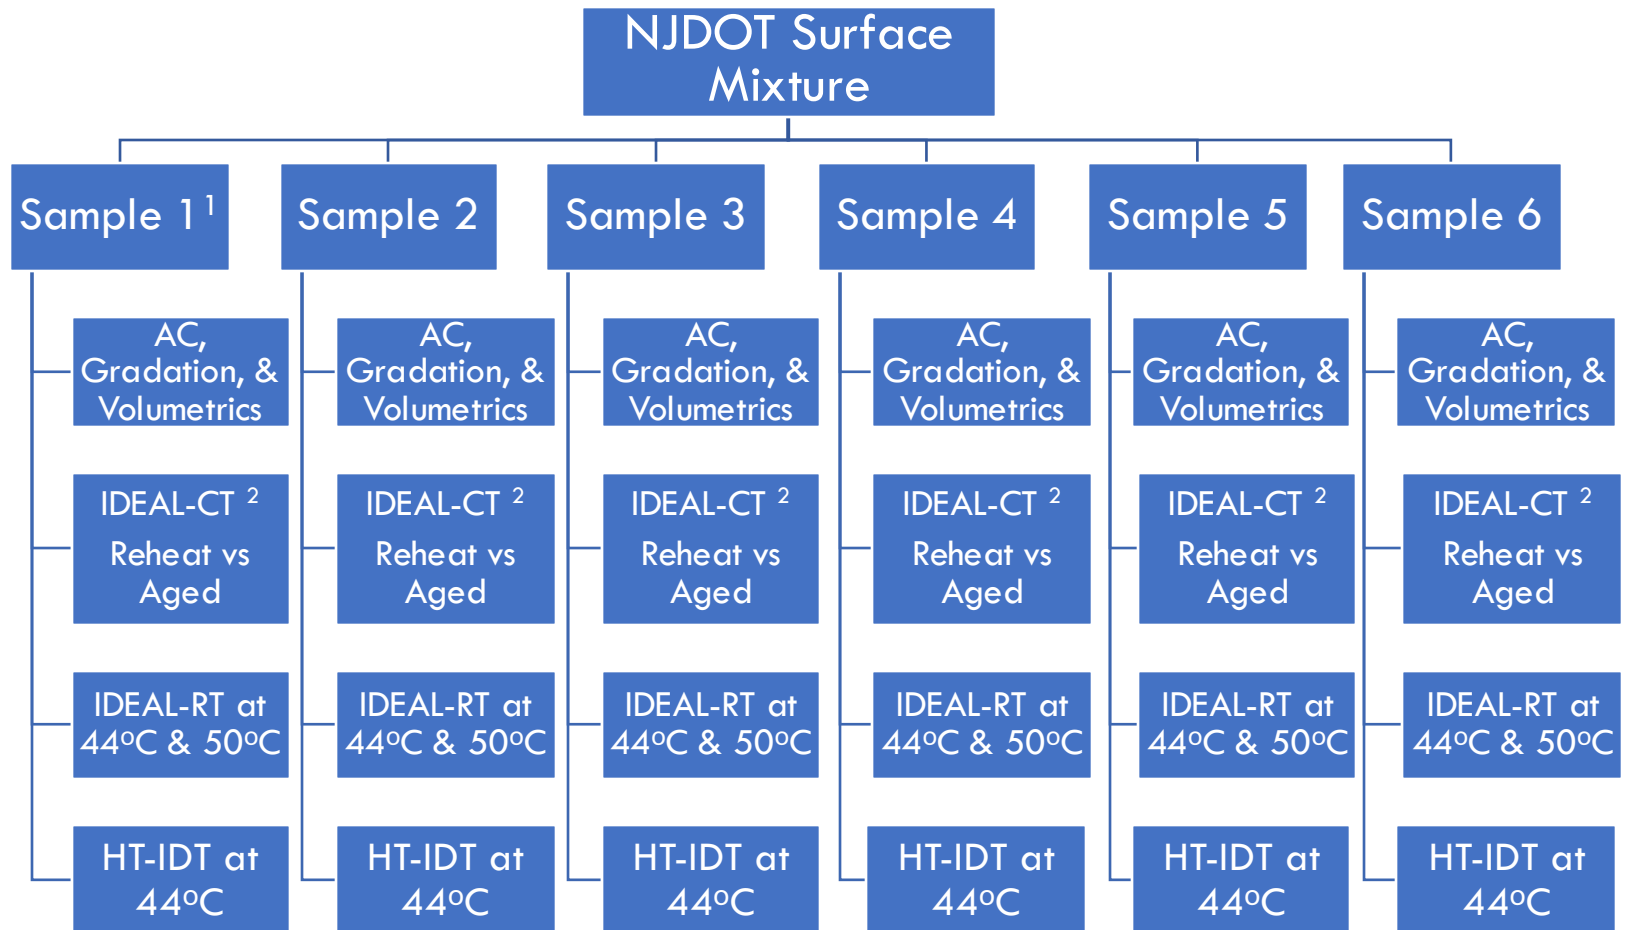 NJDOT Surface
Mixture
Sample 1 1
Sample 2
Sample 3
Sample 4
Sample 5
Sample 6
AC,
Gradation, &
Volumetrics
AC,
Gradation, &
Volumetrics
AC,
Gradation, &
Volumetrics
AC,
Gradation, &
Volumetrics
AC,
Gradation, &
Volumetrics
AC,
Gradation, &
Volumetrics
IDEAL-CT 2
Reheat vs
Aged
IDEAL-CT 2
Reheat vs
Aged
IDEAL-CT 2
Reheat vs
Aged
IDEAL-CT 2
Reheat vs
Aged
IDEAL-CT 2
Reheat vs
Aged
IDEAL-CT 2
Reheat vs
Aged
IDEAL-RT at
44°C & 50°C
IDEAL-RT at
44°C & 50°C
IDEAL-RT at
44°C & 50°C
IDEAL-RT at
44°C & 50°C
IDEAL-RT at
44°C & 50°C
IDEAL-RT at
44°C & 50°C
HT-IDT at
44°C
HT-IDT at
44°C
HT-IDT at
44°C
HT-IDT at
44°C
HT-IDT at
44°C
HT-IDT at
44°C